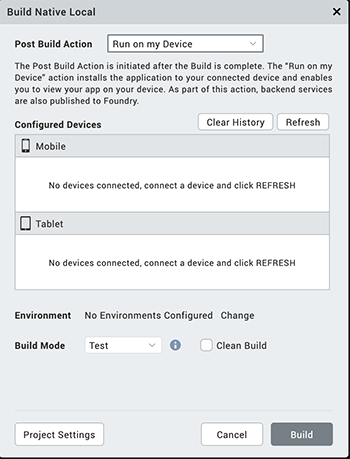 Build Native Local
Post Build Action Run on my Device
The Post Build Action is initiated after the Build is complete. The "Run on my
Device" action installs the application to your connected device and enables
you to view your app on your device. As part of this action, backend services
are also published to Foundry.
Configured Devices Clear History Refresh
Mobile
No devices connected, connect a device and click REFRESH
Tablet
No devices connected, connect a device and click REFRESH
Environment No Environments Configured Change
Build Mode Test Clean Build
Project Settings Cancel Build